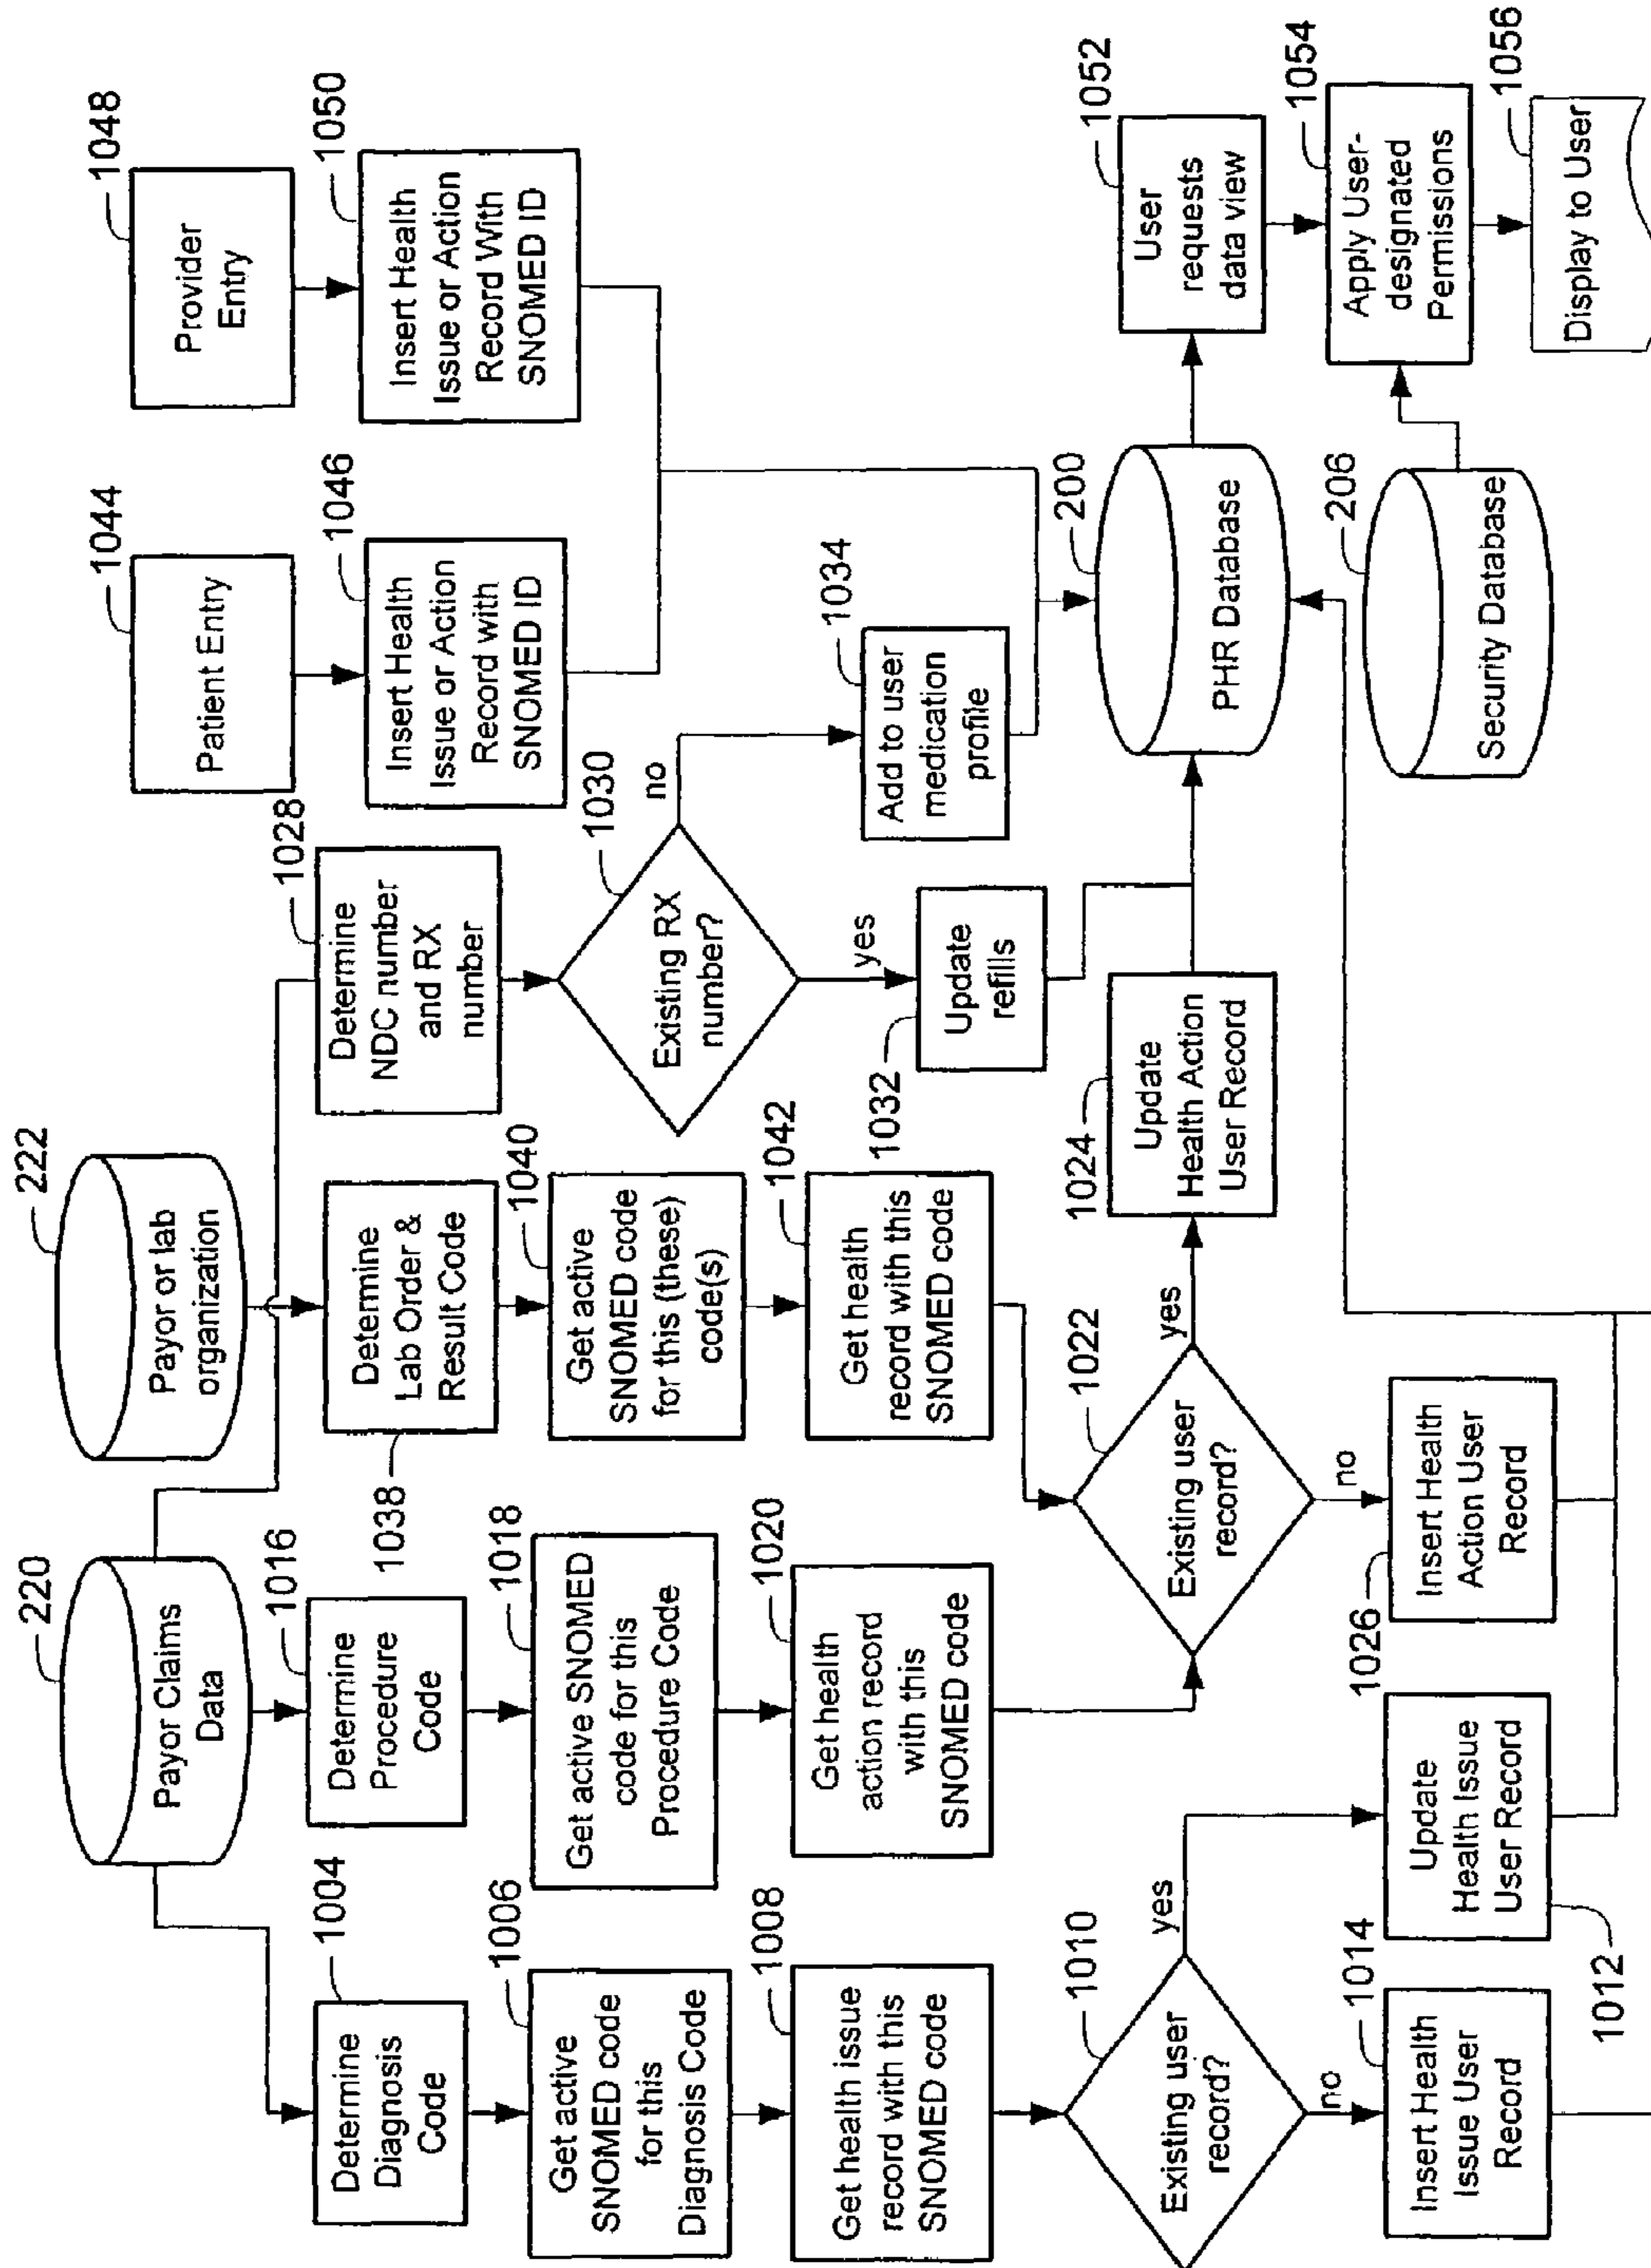 220
Payor Claims
Data
222
Payor or lab
organization
1004
Determine
Diagnosis
Code
1006
Get active
SNOMED code
for this
Diagnosis Code
1008
Get health issue
record with this
SNOMED code
1010
Existing user
record?
yes
no
1014
Insert Health
Issue User
Record
1012
Update
Health Issue
User Record
1016
Determine
Procedure
Code
1018
Get active SNOMED
code for this
Procedure Code
1020
Get health
action record
with this
SNOMED code
1038
Determine
Lab Order &
Result Code
1040
Get active
SNOMED code
for this (these)
code(s)
1042
Get health
record with this
SNOMED code
1022
Existing user
record?
yes
no
1026
Insert Health
Action User
Record
1024
Update
Health Action
User Record
1028
Determine
NDC number
and RX
number
1030
Existing RX
number?
no
yes
1032
Update
refills
1034
Add to user
medication
profile
1044
Patient Entry
1046
Insert Health
Issue or Action
Record with
SNOMED ID
1048
Provider
Entry
1050
Insert Health
Issue or Action
Record With
SNOMED ID
200
PHR Database
206
Security Database
1052
User
requests
data view
1054
Apply User-
designated
Permissions
1056
Display to User